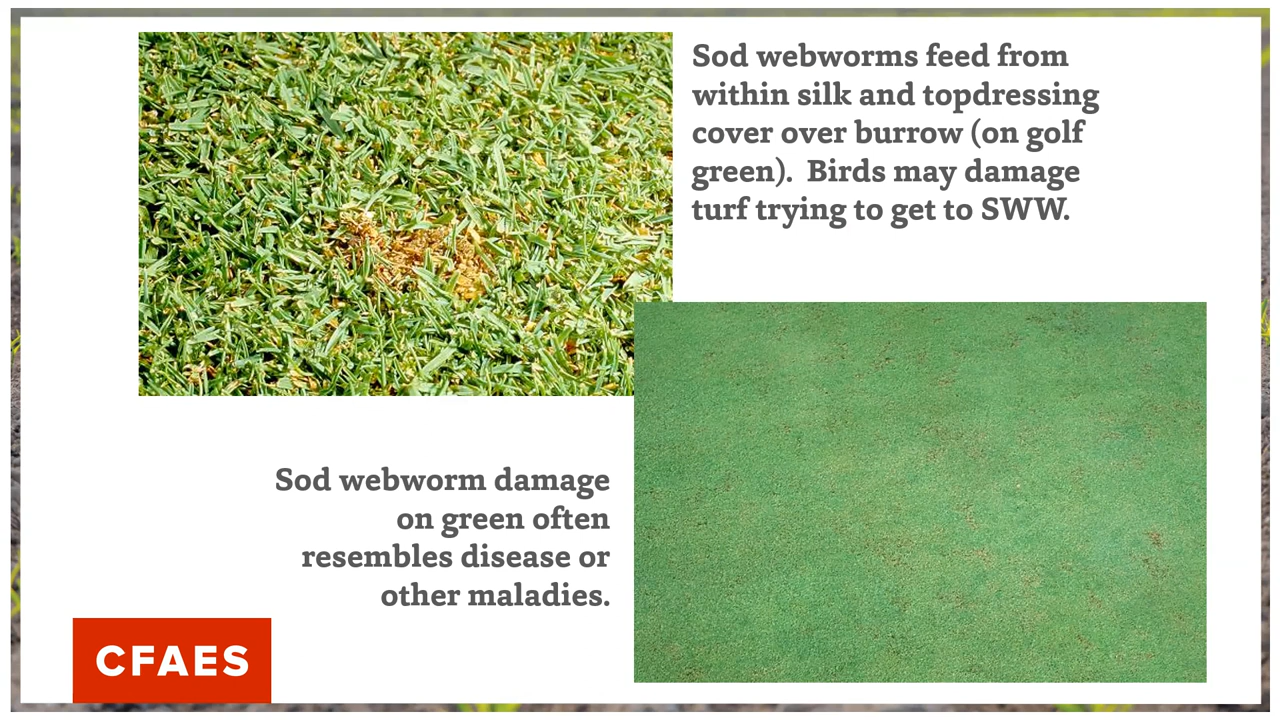 Sod webworms feed from
within silk and topdressing
cover over burrow (on golf
green).  Birds may damage
turf trying to get to SWW.
Sod webworm damage
on green often
resembles disease or
other maladies.
CFAES